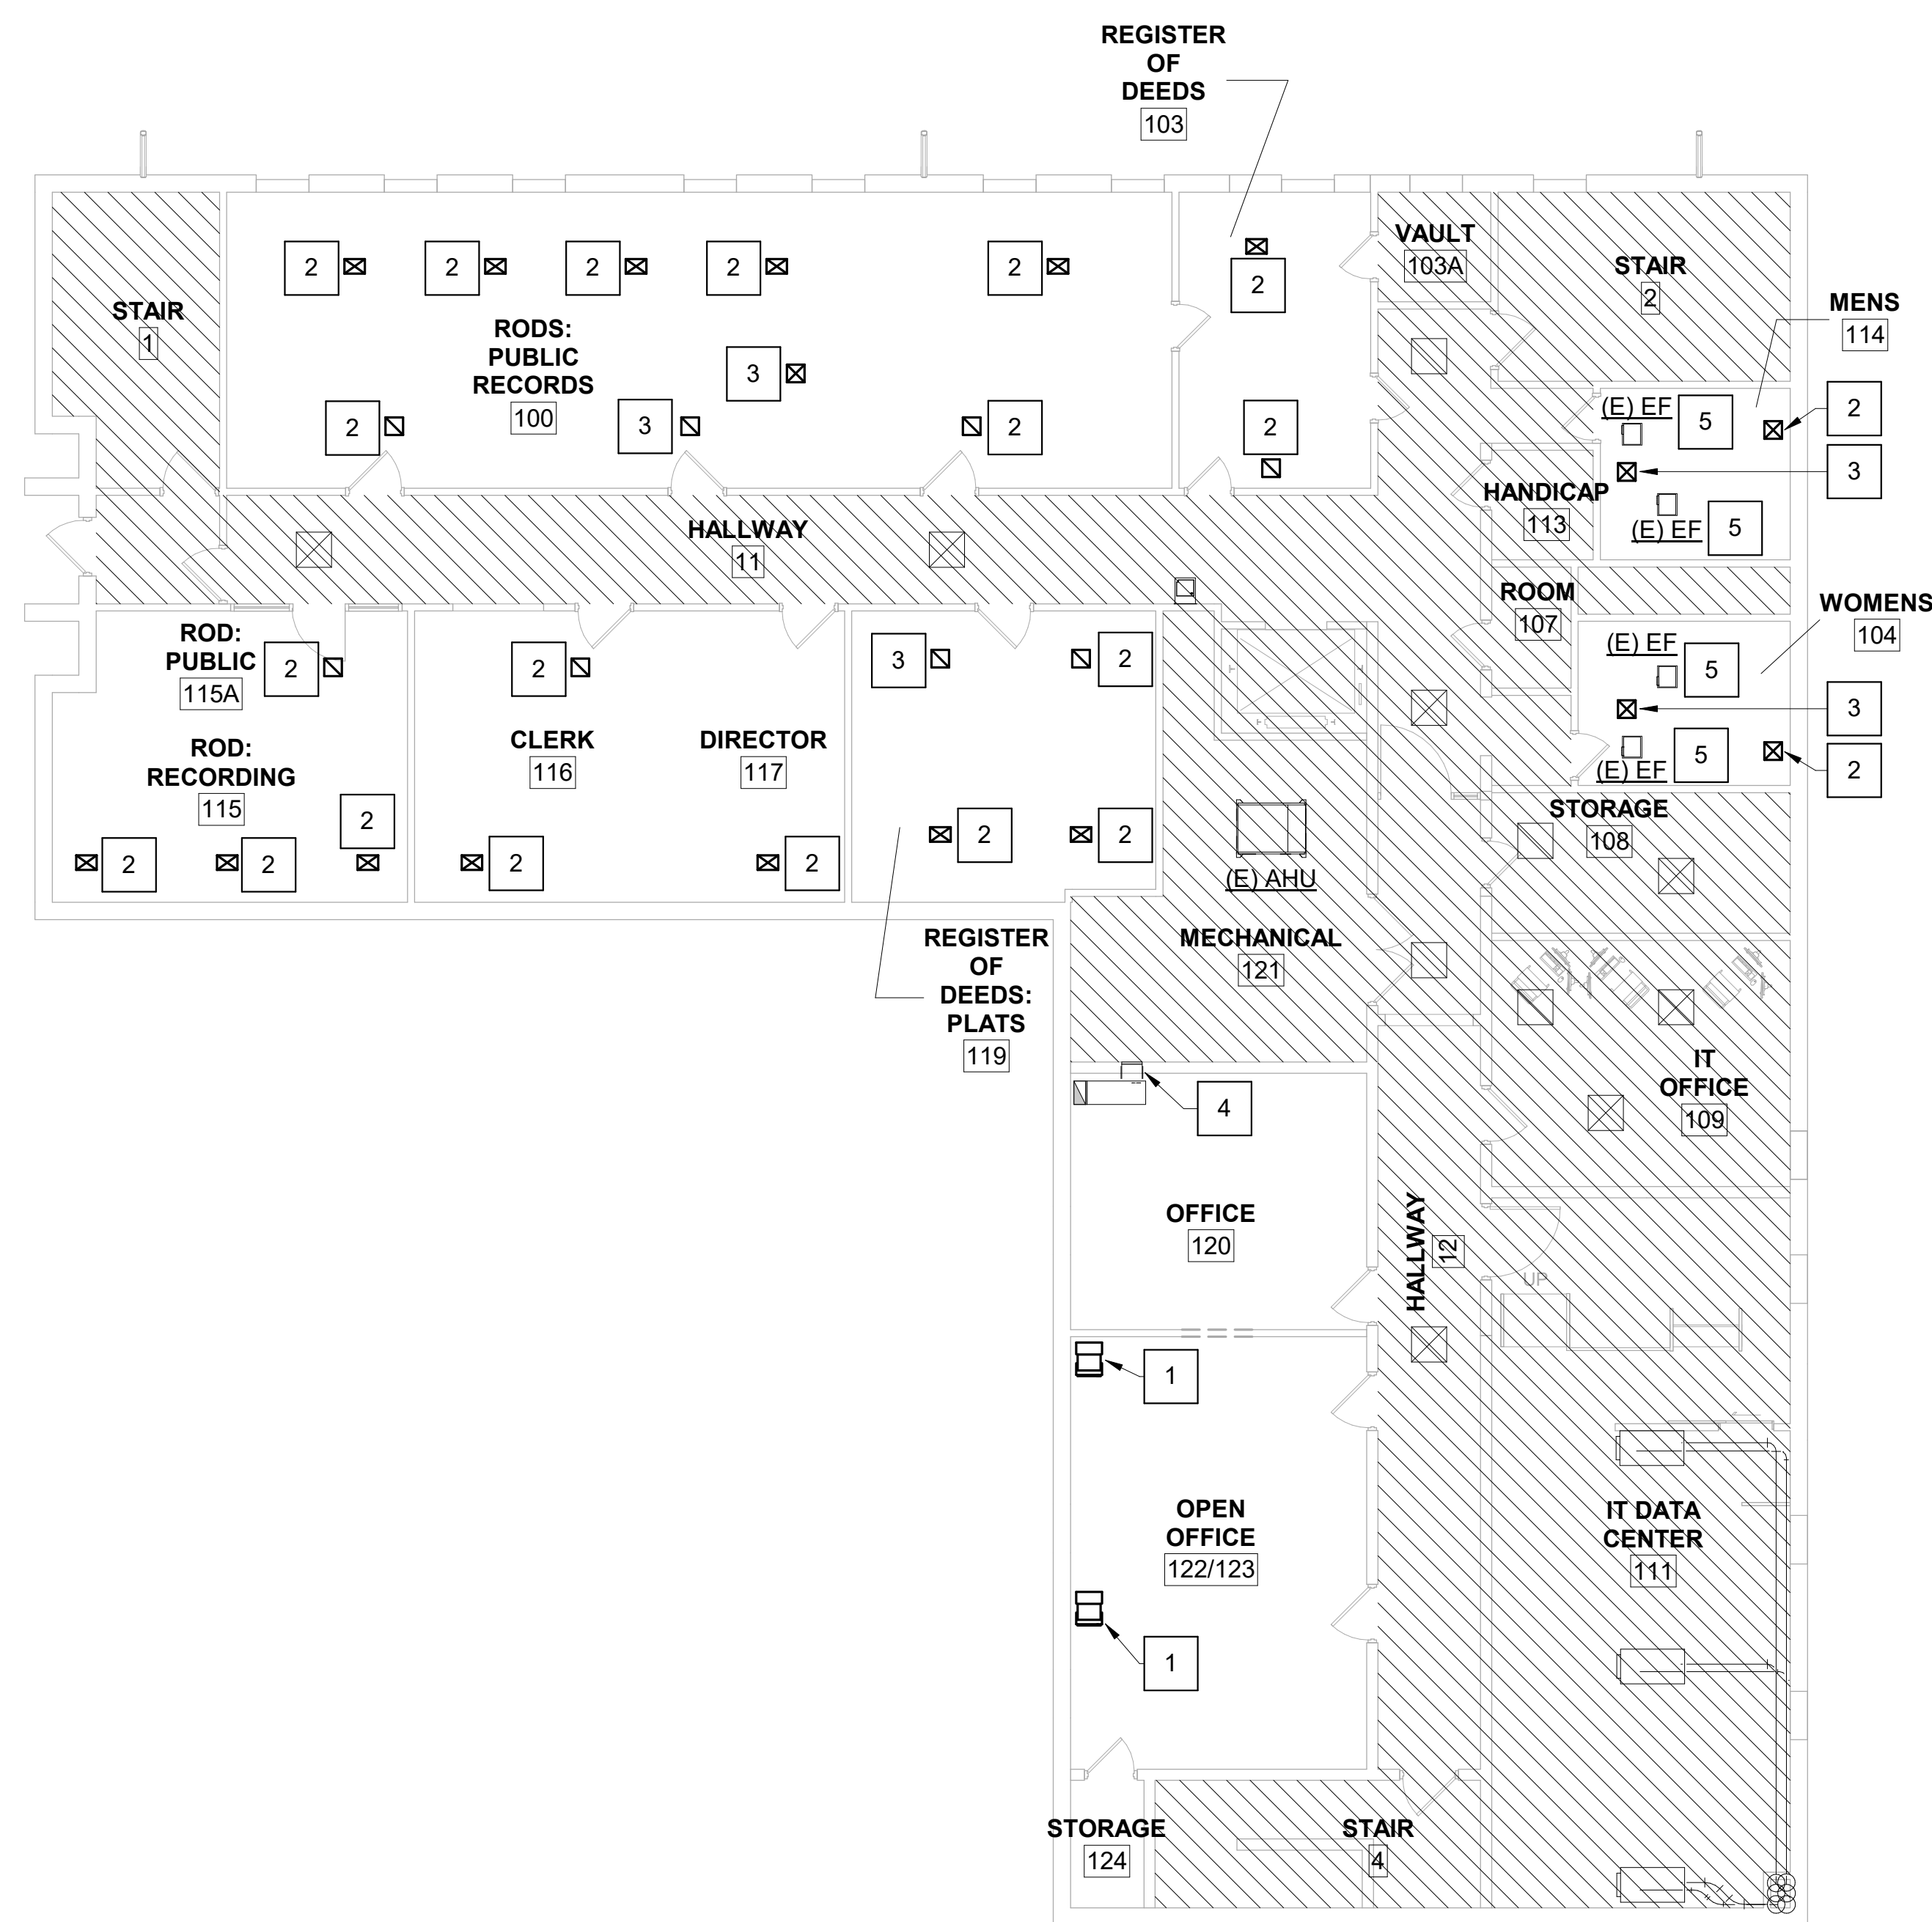 REGISTER
OF
DEEDS
103
VAULT
103A
STAIR
2
MENS
114
STAIR
1
2
2
2
2
2
2
RODS:
PUBLIC
RECORDS
100
3
2
3
2
2
(E) EF
5
2
3
HANDICAP
113
(E) EF
5
HALLWAY
11
ROOM
107
WOMENS
104
ROD:
PUBLIC
115A
2
2
3
2
(E) EF
5
3
ROD:
RECORDING
115
CLERK
116
DIRECTOR
117
5
(E) EF
2
2
2
2
2
2
2
2
STORAGE
108
(E) AHU
REGISTER
OF
DEEDS:
PLATS
119
MECHANICAL
121
IT
OFFICE
109
4
OFFICE
120
HALLWAY
12
UP
1
OPEN
OFFICE
122/123
IT DATA
CENTER
111
1
STORAGE
124
STAIR
4